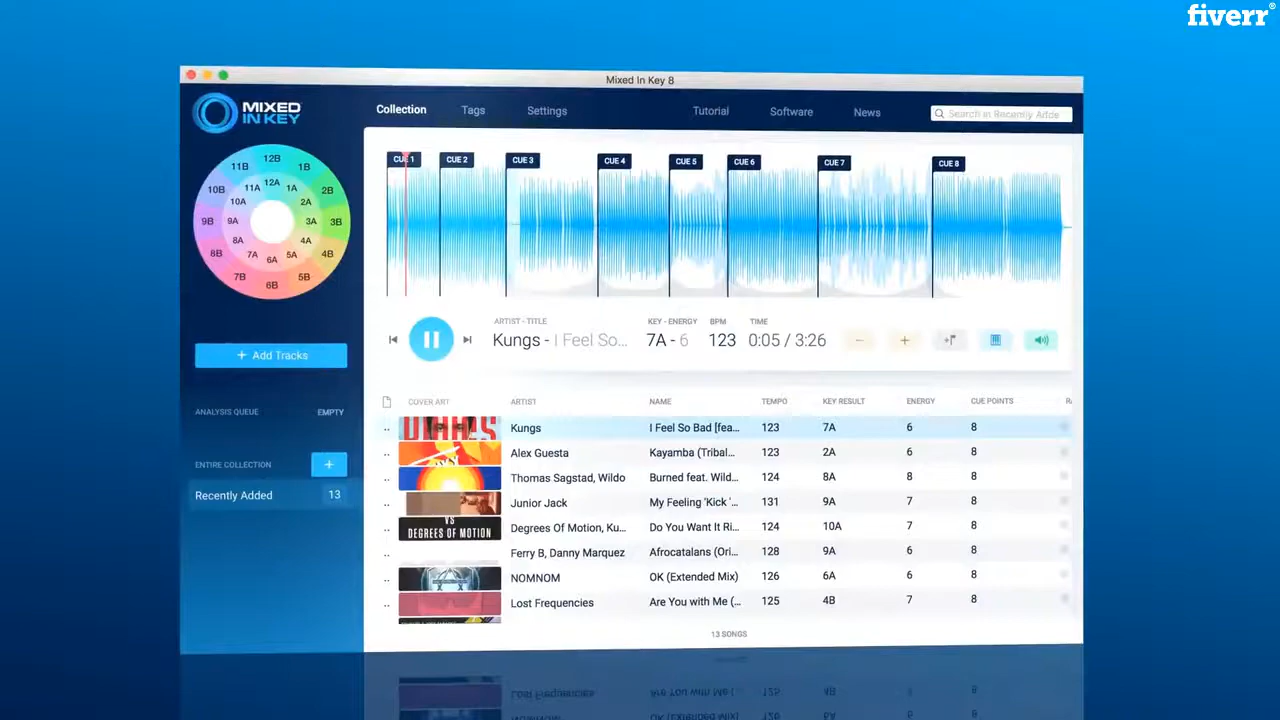 fiverr®
Mixed In Key 8
MIXED
IN KEY
Collection Tags Settings Tutorial Software News
Search in Recently Adde
12B
11B 1B
12A
11A 1A
10B 2B
10A 2A
9B 9A 3A 3B
8A 4A
8B 4B
7A 5A
6A
7B 5B
6B
CUE 1 CUE 2 CUE 3 CUE 4 CUE 5 CUE 6 CUE 7 CUE 8
ARTIST - TITLE KEY - ENERGY BPM TIME
Kungs - I Feel So... 7A - 6 123 0:05 / 3:26
+ Add Tracks
ANALYSIS QUEUE EMPTY
ENTIRE COLLECTION +
Recently Added 13
COVER ART ARTIST NAME TEMPO KEY RESULT ENERGY CUE POINTS
Kungs I Feel So Bad [fea... 123 7A 6 8
Alex Guesta Kayamba (Tribal... 123 2A 6 8
Thomas Sagstad, Wildo Burned feat. Wild... 124 8A 8 8
Junior Jack My Feeling 'Kick '... 131 9A 7 8
VS
DEGREES OF MOTION
Degrees Of Motion, Ku... Do You Want It Ri... 124 10A 7 8
Ferry B, Danny Marquez Afrocatalans (Ori... 128 9A 6 8
NOMNOM OK (Extended Mix) 126 6A 6 8
Lost Frequencies Are You with Me (... 125 4B 7 8
13 SONGS